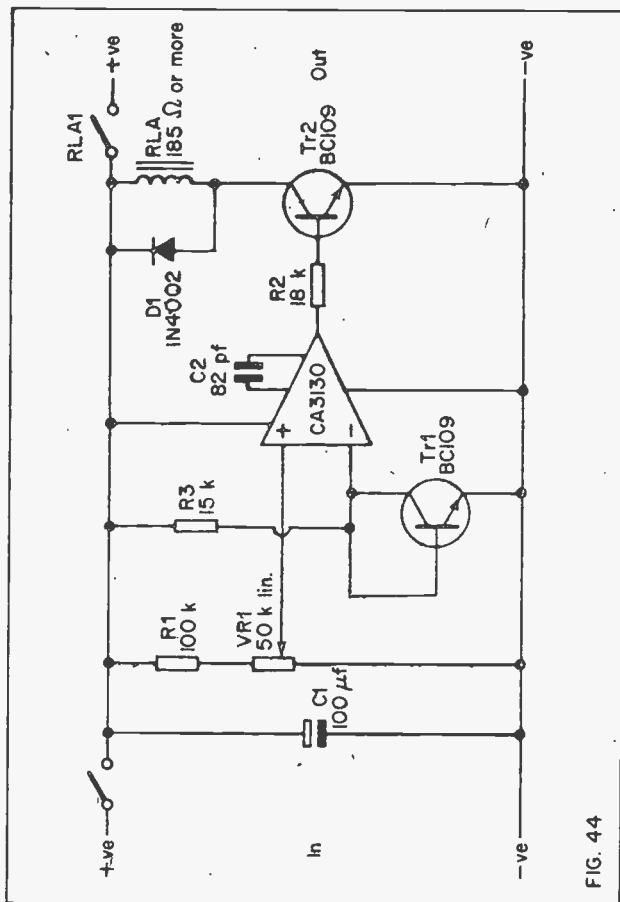 +ve
RLA1
+ve
RLA
185 Ω or more
D1
1N4002
Out
Tr2
BC109
R2
18 k
C2
82 pf
CA3130
+
−
R3
15 k
Tr1
BC109
R1
100 k
VR1
50 k lin.
C1
100 µf
In
−ve
−ve
FIG. 44